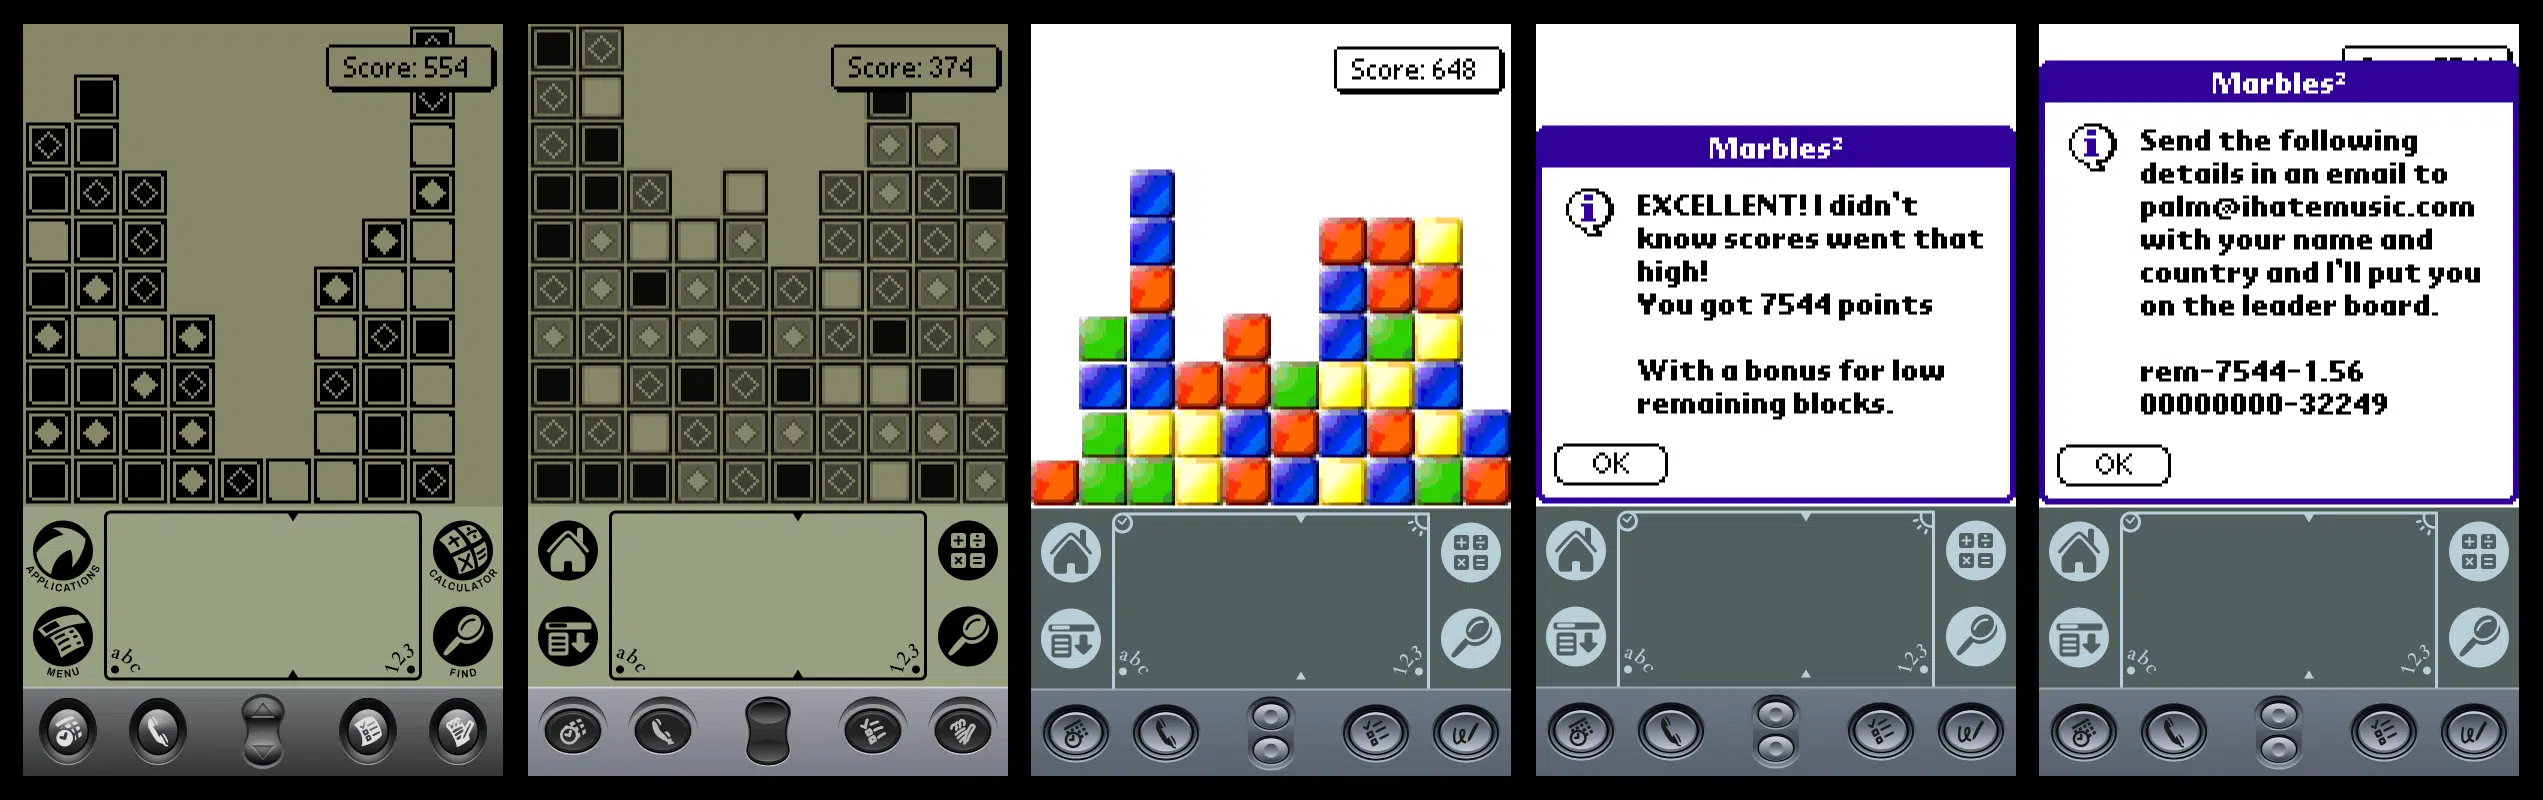 Score: 554
APPLICATIONS
CALCULATOR
MENU
abc
123
FIND
Score: 374
abc
123
Score: 648
abc
123
Marbles²
EXCELLENT! I didn't
know scores went that
high!
You got 7544 points
With a bonus for low
remaining blocks.
OK
abc
123
Marbles²
Send the following
details in an email to
palm@ihatemusic.com
with your name and
country and I'll put you
on the leader board.
rem-7544-1.56
00000000-32249
OK
abc
123